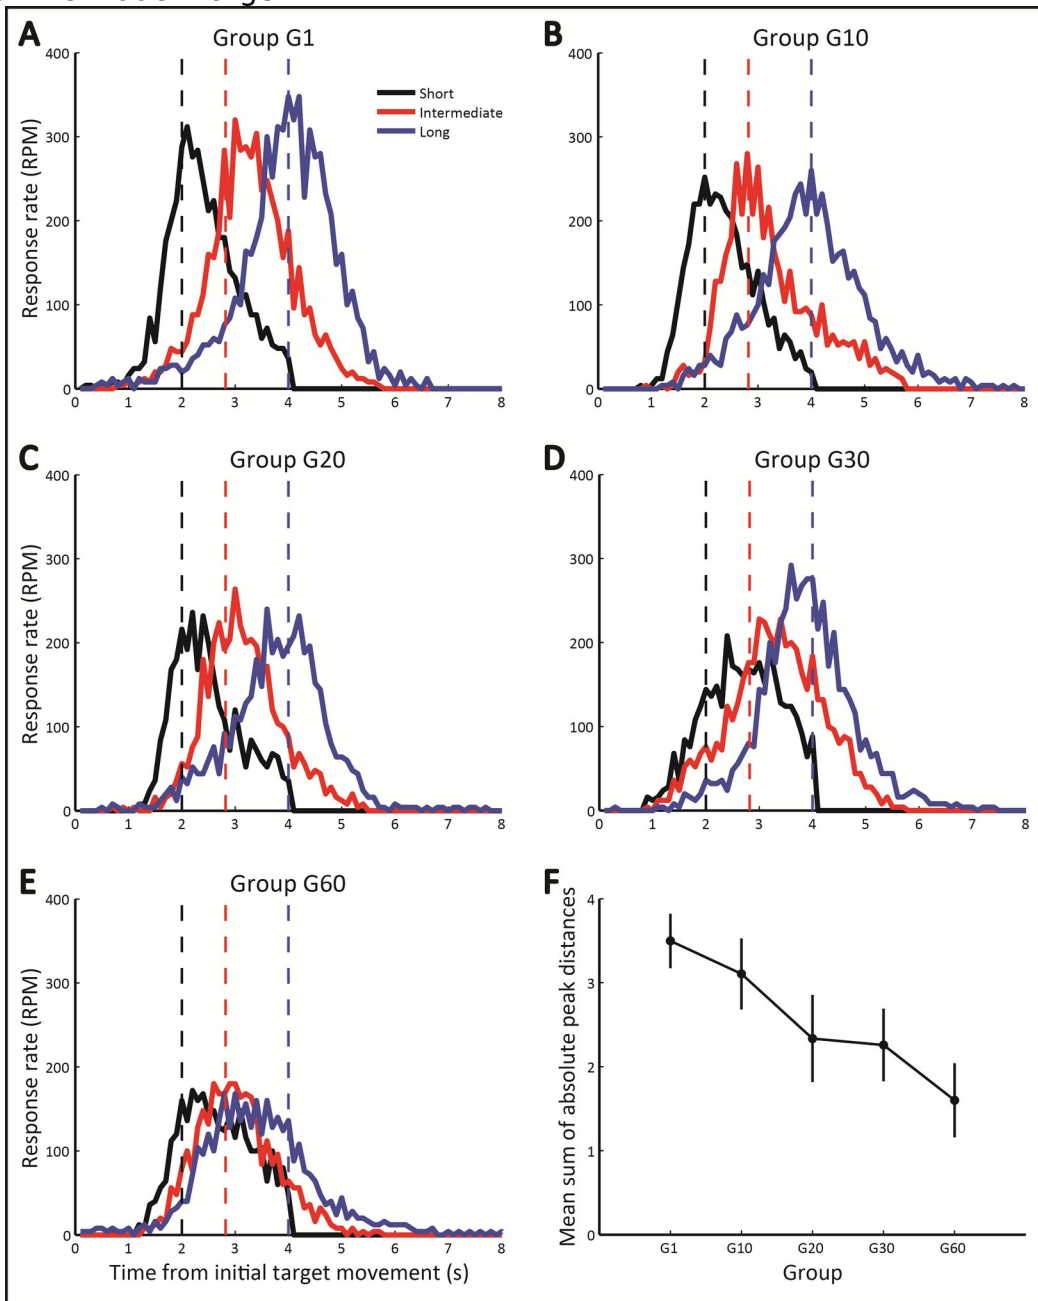 A
Group G1
B
Group G10
400
300
200
100
0
Response rate (RPM)
Short
Intermediate
Long
0 1 2 3 4 5 6 7 8
400
300
200
100
0
0 1 2 3 4 5 6 7 8
C
Group G20
D
Group G30
400
300
200
100
0
Response rate (RPM)
0 1 2 3 4 5 6 7 8
400
300
200
100
0
0 1 2 3 4 5 6 7 8
E
Group G60
F
400
300
200
100
0
Response rate (RPM)
0 1 2 3 4 5 6 7 8
Time from initial target movement (s)
4
3
2
1
0
Mean sum of absolute peak distances
G1 G10 G20 G30 G60
Group